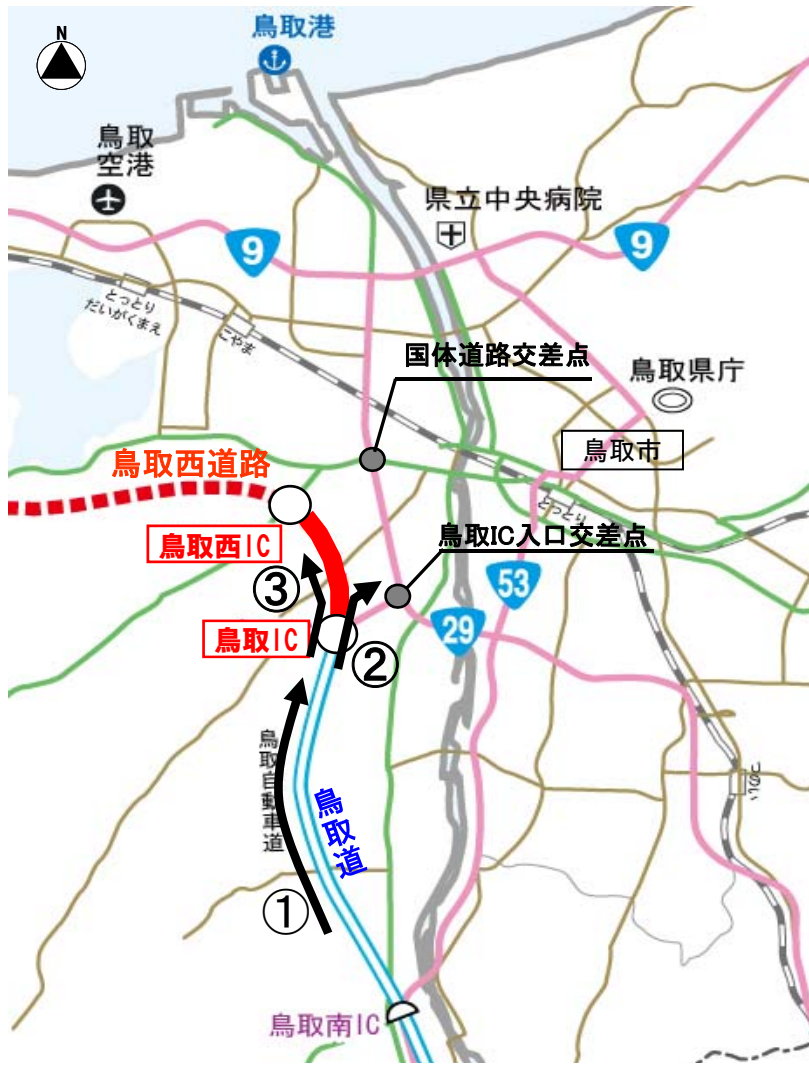 N
鳥取港
鳥取
空港
県立中央病院
9
9
とっとり
だいがくまえ
こやま
国体道路交差点
鳥取県庁
鳥取市
鳥取西道路
とっとり
鳥取西IC
鳥取IC入口交差点
③
53
29
鳥取IC
②
鳥取自動車道
鳥取道
①
鳥取南IC